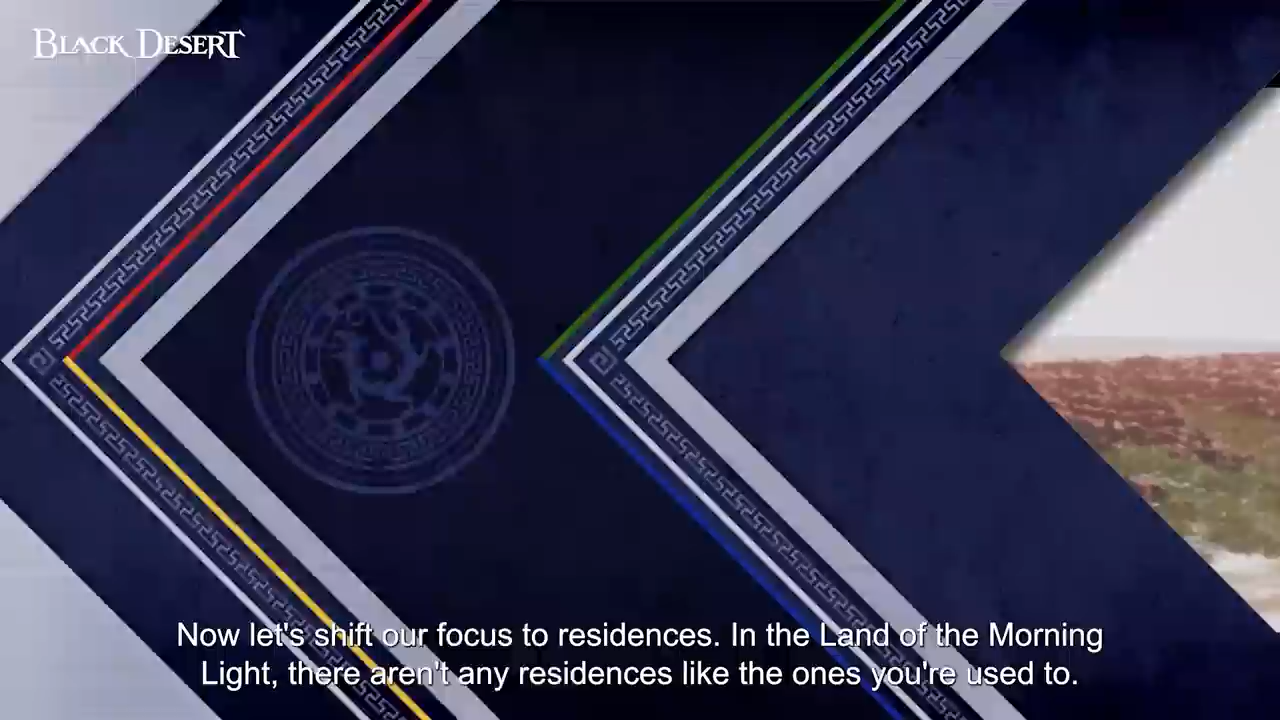 BLACK DESERT
Now let's shift our focus to residences. In the Land of the Morning
Light, there aren't any residences like the ones you're used to.